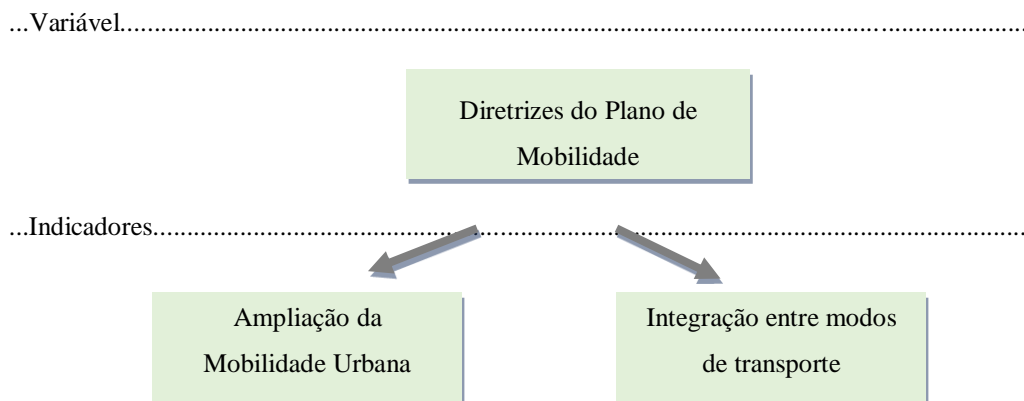 ...Variável...................................................................................................................................
Diretrizes do Plano de
Mobilidade
...Indicadores..............................................................................................................................
Ampliação da
Mobilidade Urbana
Integração entre modos
de transporte